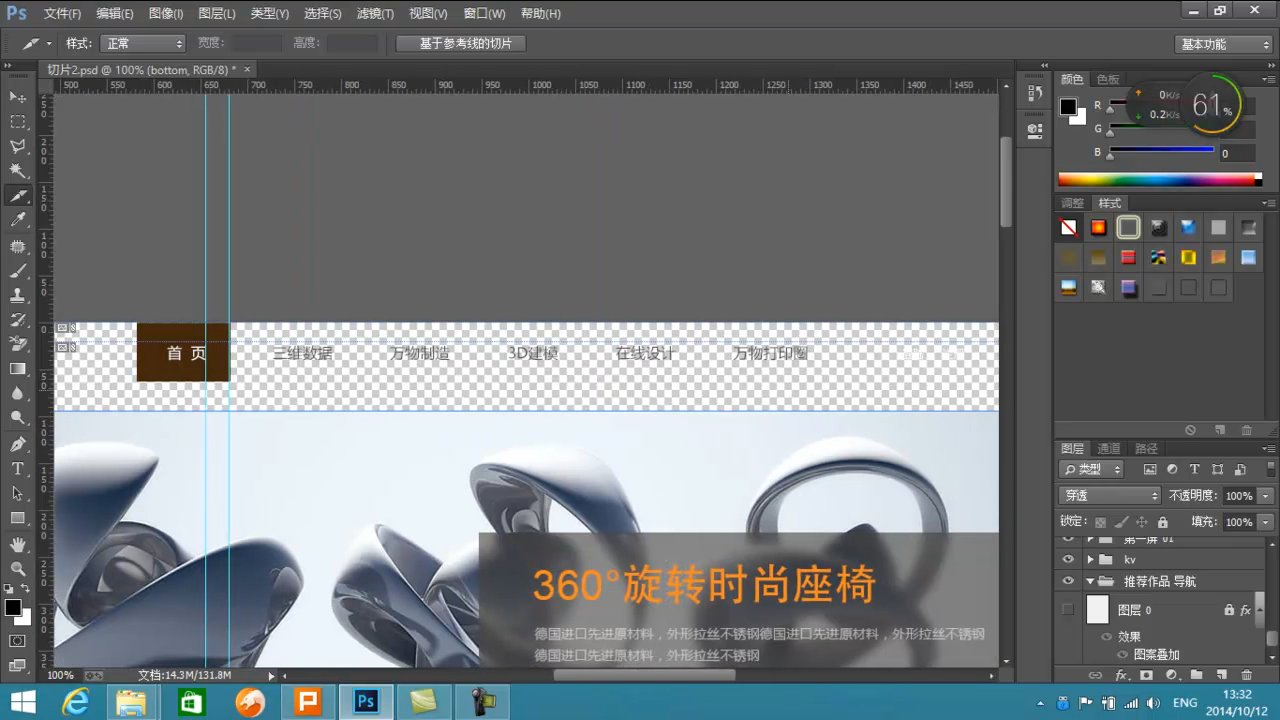 Ps 文件(F) 编辑(E) 图像(I) 图层(L) 类型(Y) 选择(S) 滤镜(T) 视图(V) 窗口(W) 帮助(H)
样式: 正常 宽度: 高度: 基于参考线的切片 基本功能
切片2.psd @ 100% (bottom, RGB/8) * ×
500 550 600 650 700 750 800 850 900 950 1000 1050 1100 1150 1200 1250 1300 1350 1400 1450
颜色 色板
0K/s
0.2K/s
61%
R
G
B 0
调整 样式
首 页 三维数据 万物制造 3D建模 在线设计 万物打印圈
360°旋转时尚座椅
德国进口先进原材料，外形拉丝不锈钢德国进口先进原材料，外形拉丝不锈钢
德国进口先进原材料，外形拉丝不锈钢
图层 通道 路径
类型
穿透 不透明度: 100%
锁定: 填充: 100%
第一屏 01
kv
推荐作品 导航
图层 0 fx
效果
图案叠加
100% 文档:14.3M/131.8M
ENG
13:32
2014/10/12